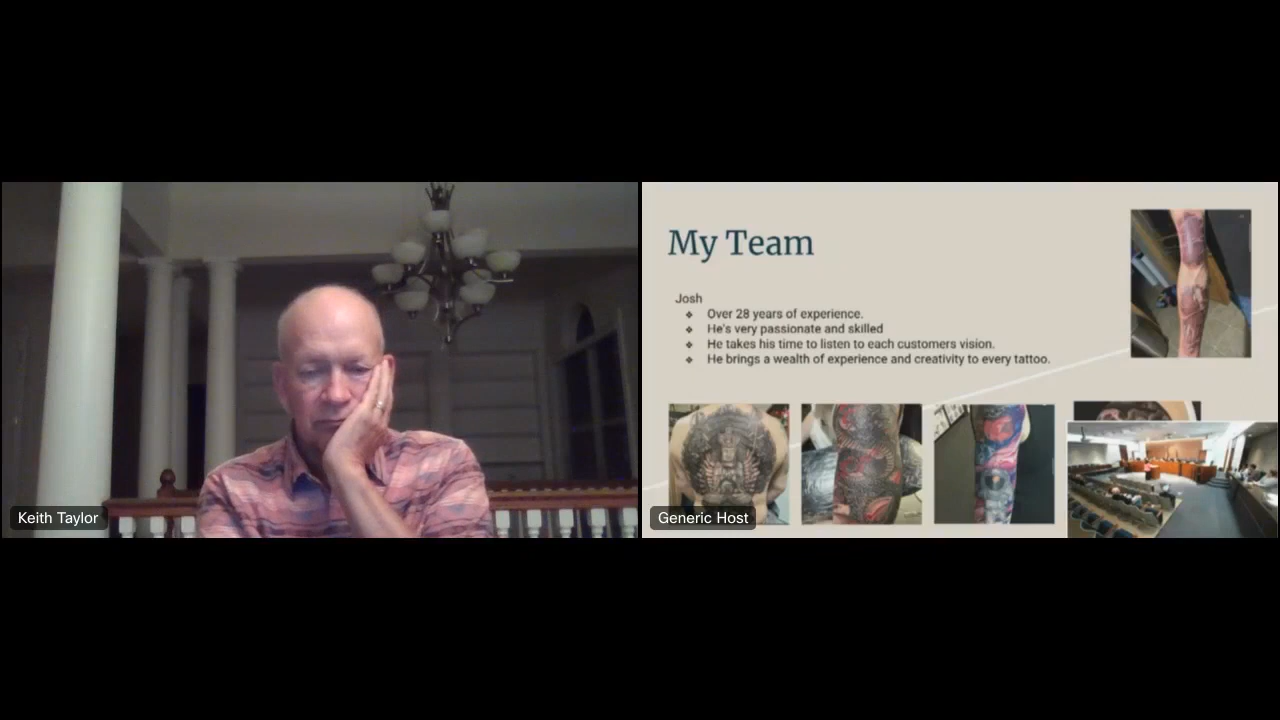 My Team
Josh
❖ Over 28 years of experience.
❖ He's very passionate and skilled
❖ He takes his time to listen to each customers vision.
❖ He brings a wealth of experience and creativity to every tattoo.
Keith Taylor
Generic Host